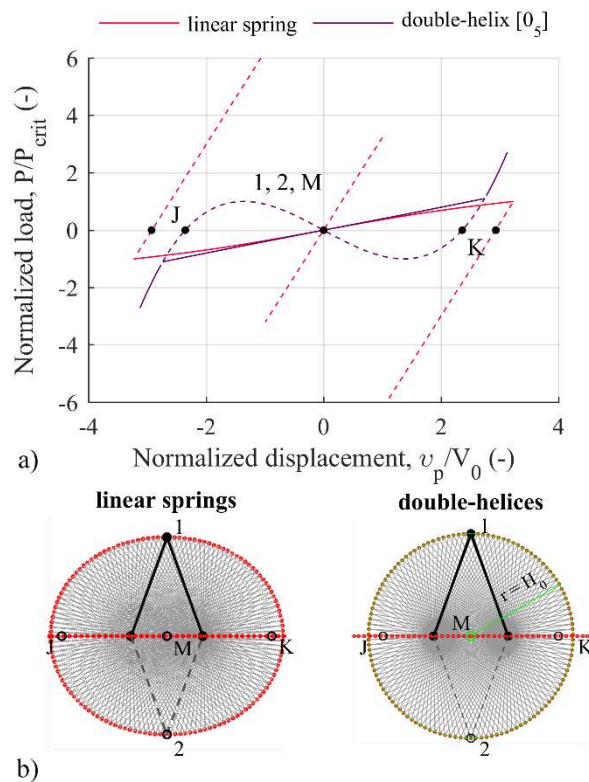 linear spring double-helix [0₅]
6
4
2
0
-2
-4
-6
Normalized load, P/P_crit (-)
1, 2, M
J
K
-4 -2 0 2 4
a) Normalized displacement, υ_p/V_0 (-)
linear springs double-helices
1 1
r = H_0
M
J M K J K
2 2
b)